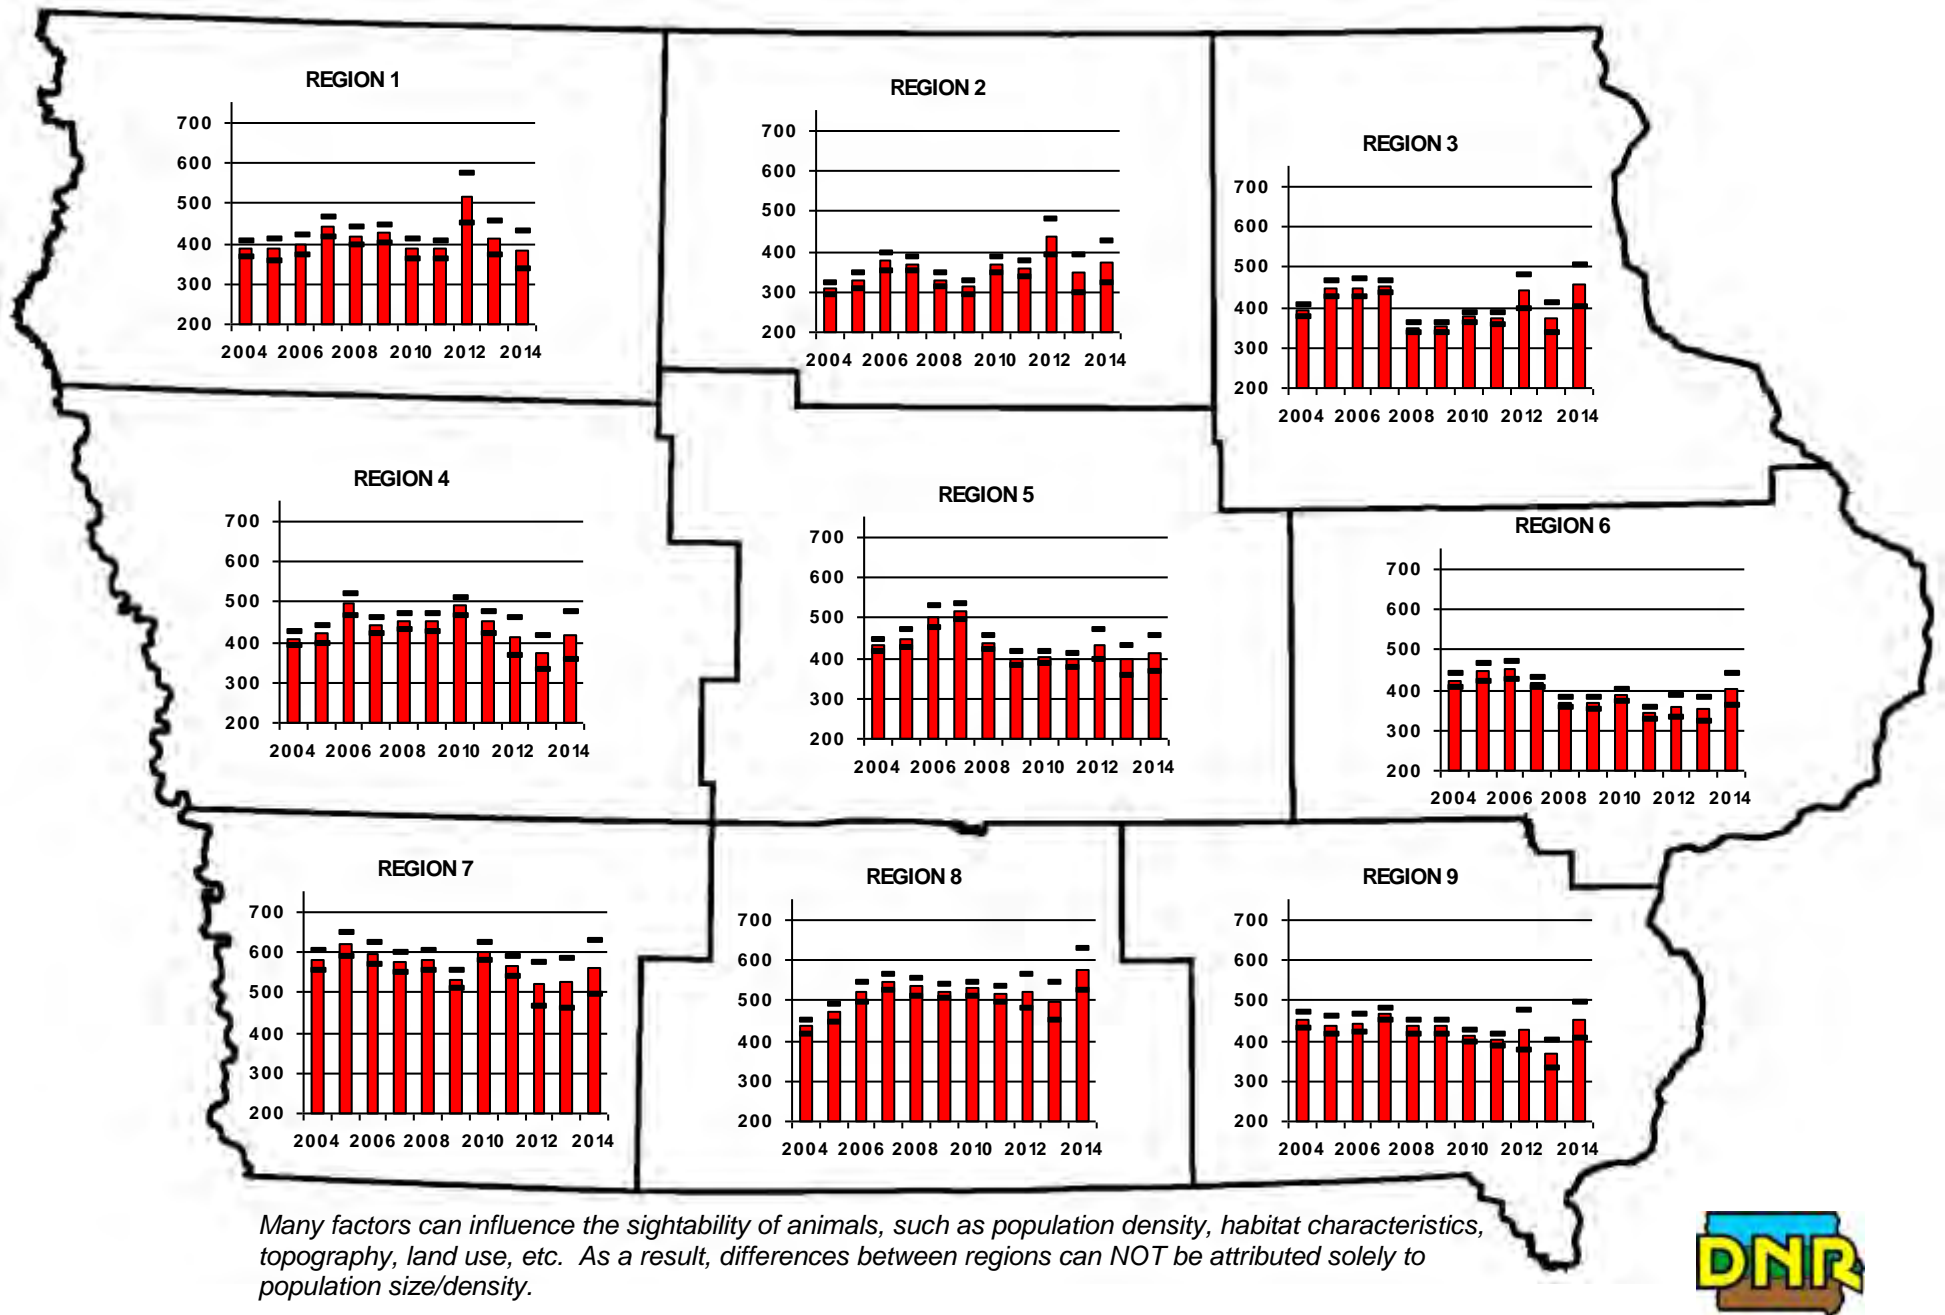 REGION 1
700
600
500
400
300
200
2004 2006 2008 2010 2012 2014
REGION 2
700
600
500
400
300
200
2004 2006 2008 2010 2012 2014
REGION 3
700
600
500
400
300
200
2004 2006 2008 2010 2012 2014
REGION 4
700
600
500
400
300
200
2004 2006 2008 2010 2012 2014
REGION 5
700
600
500
400
300
200
2004 2006 2008 2010 2012 2014
REGION 6
700
600
500
400
300
200
2004 2006 2008 2010 2012 2014
REGION 7
700
600
500
400
300
200
2004 2006 2008 2010 2012 2014
REGION 8
700
600
500
400
300
200
2004 2006 2008 2010 2012 2014
REGION 9
700
600
500
400
300
200
2004 2006 2008 2010 2012 2014
Many factors can influence the sightability of animals, such as population density, habitat characteristics,
topography, land use, etc. As a result, differences between regions can NOT be attributed solely to
population size/density.
DNR